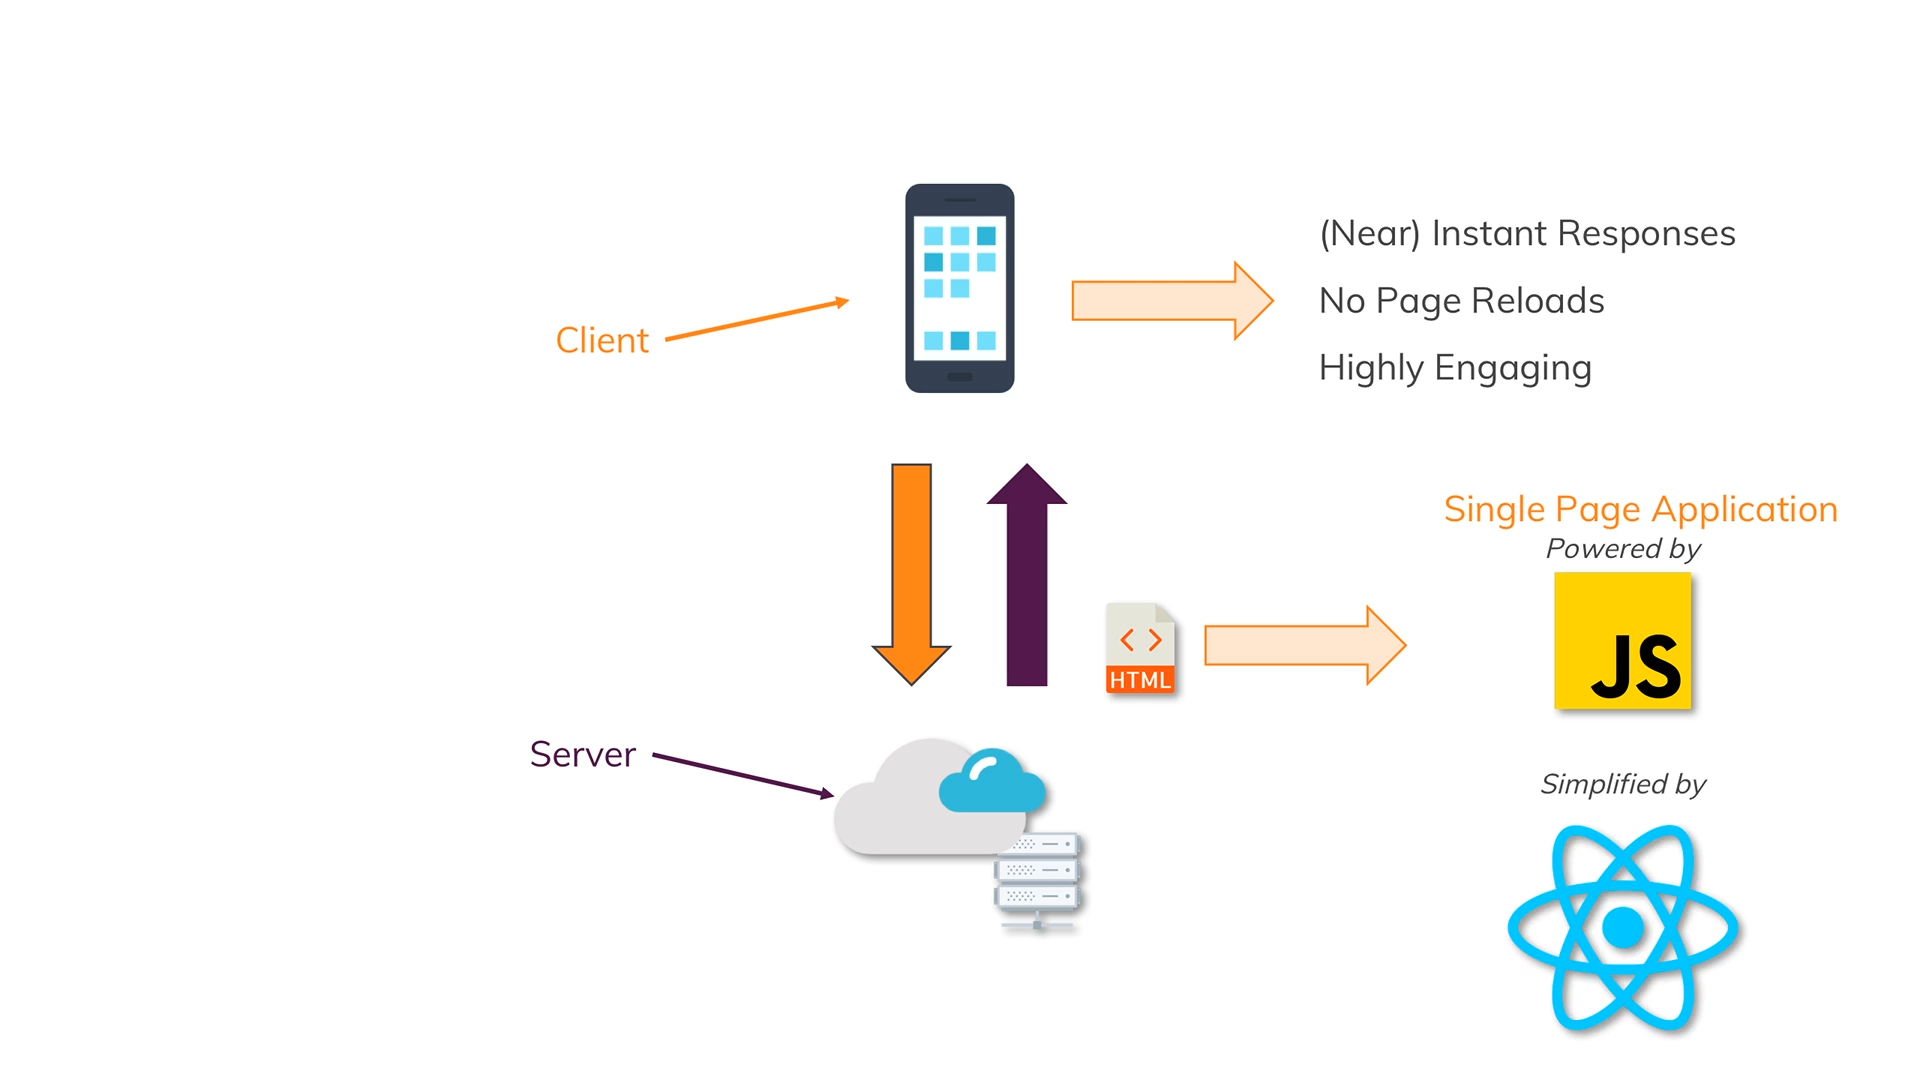 (Near) Instant Responses
No Page Reloads
Client
Highly Engaging
Single Page Application
Powered by
HTML
JS
Server
Simplified by